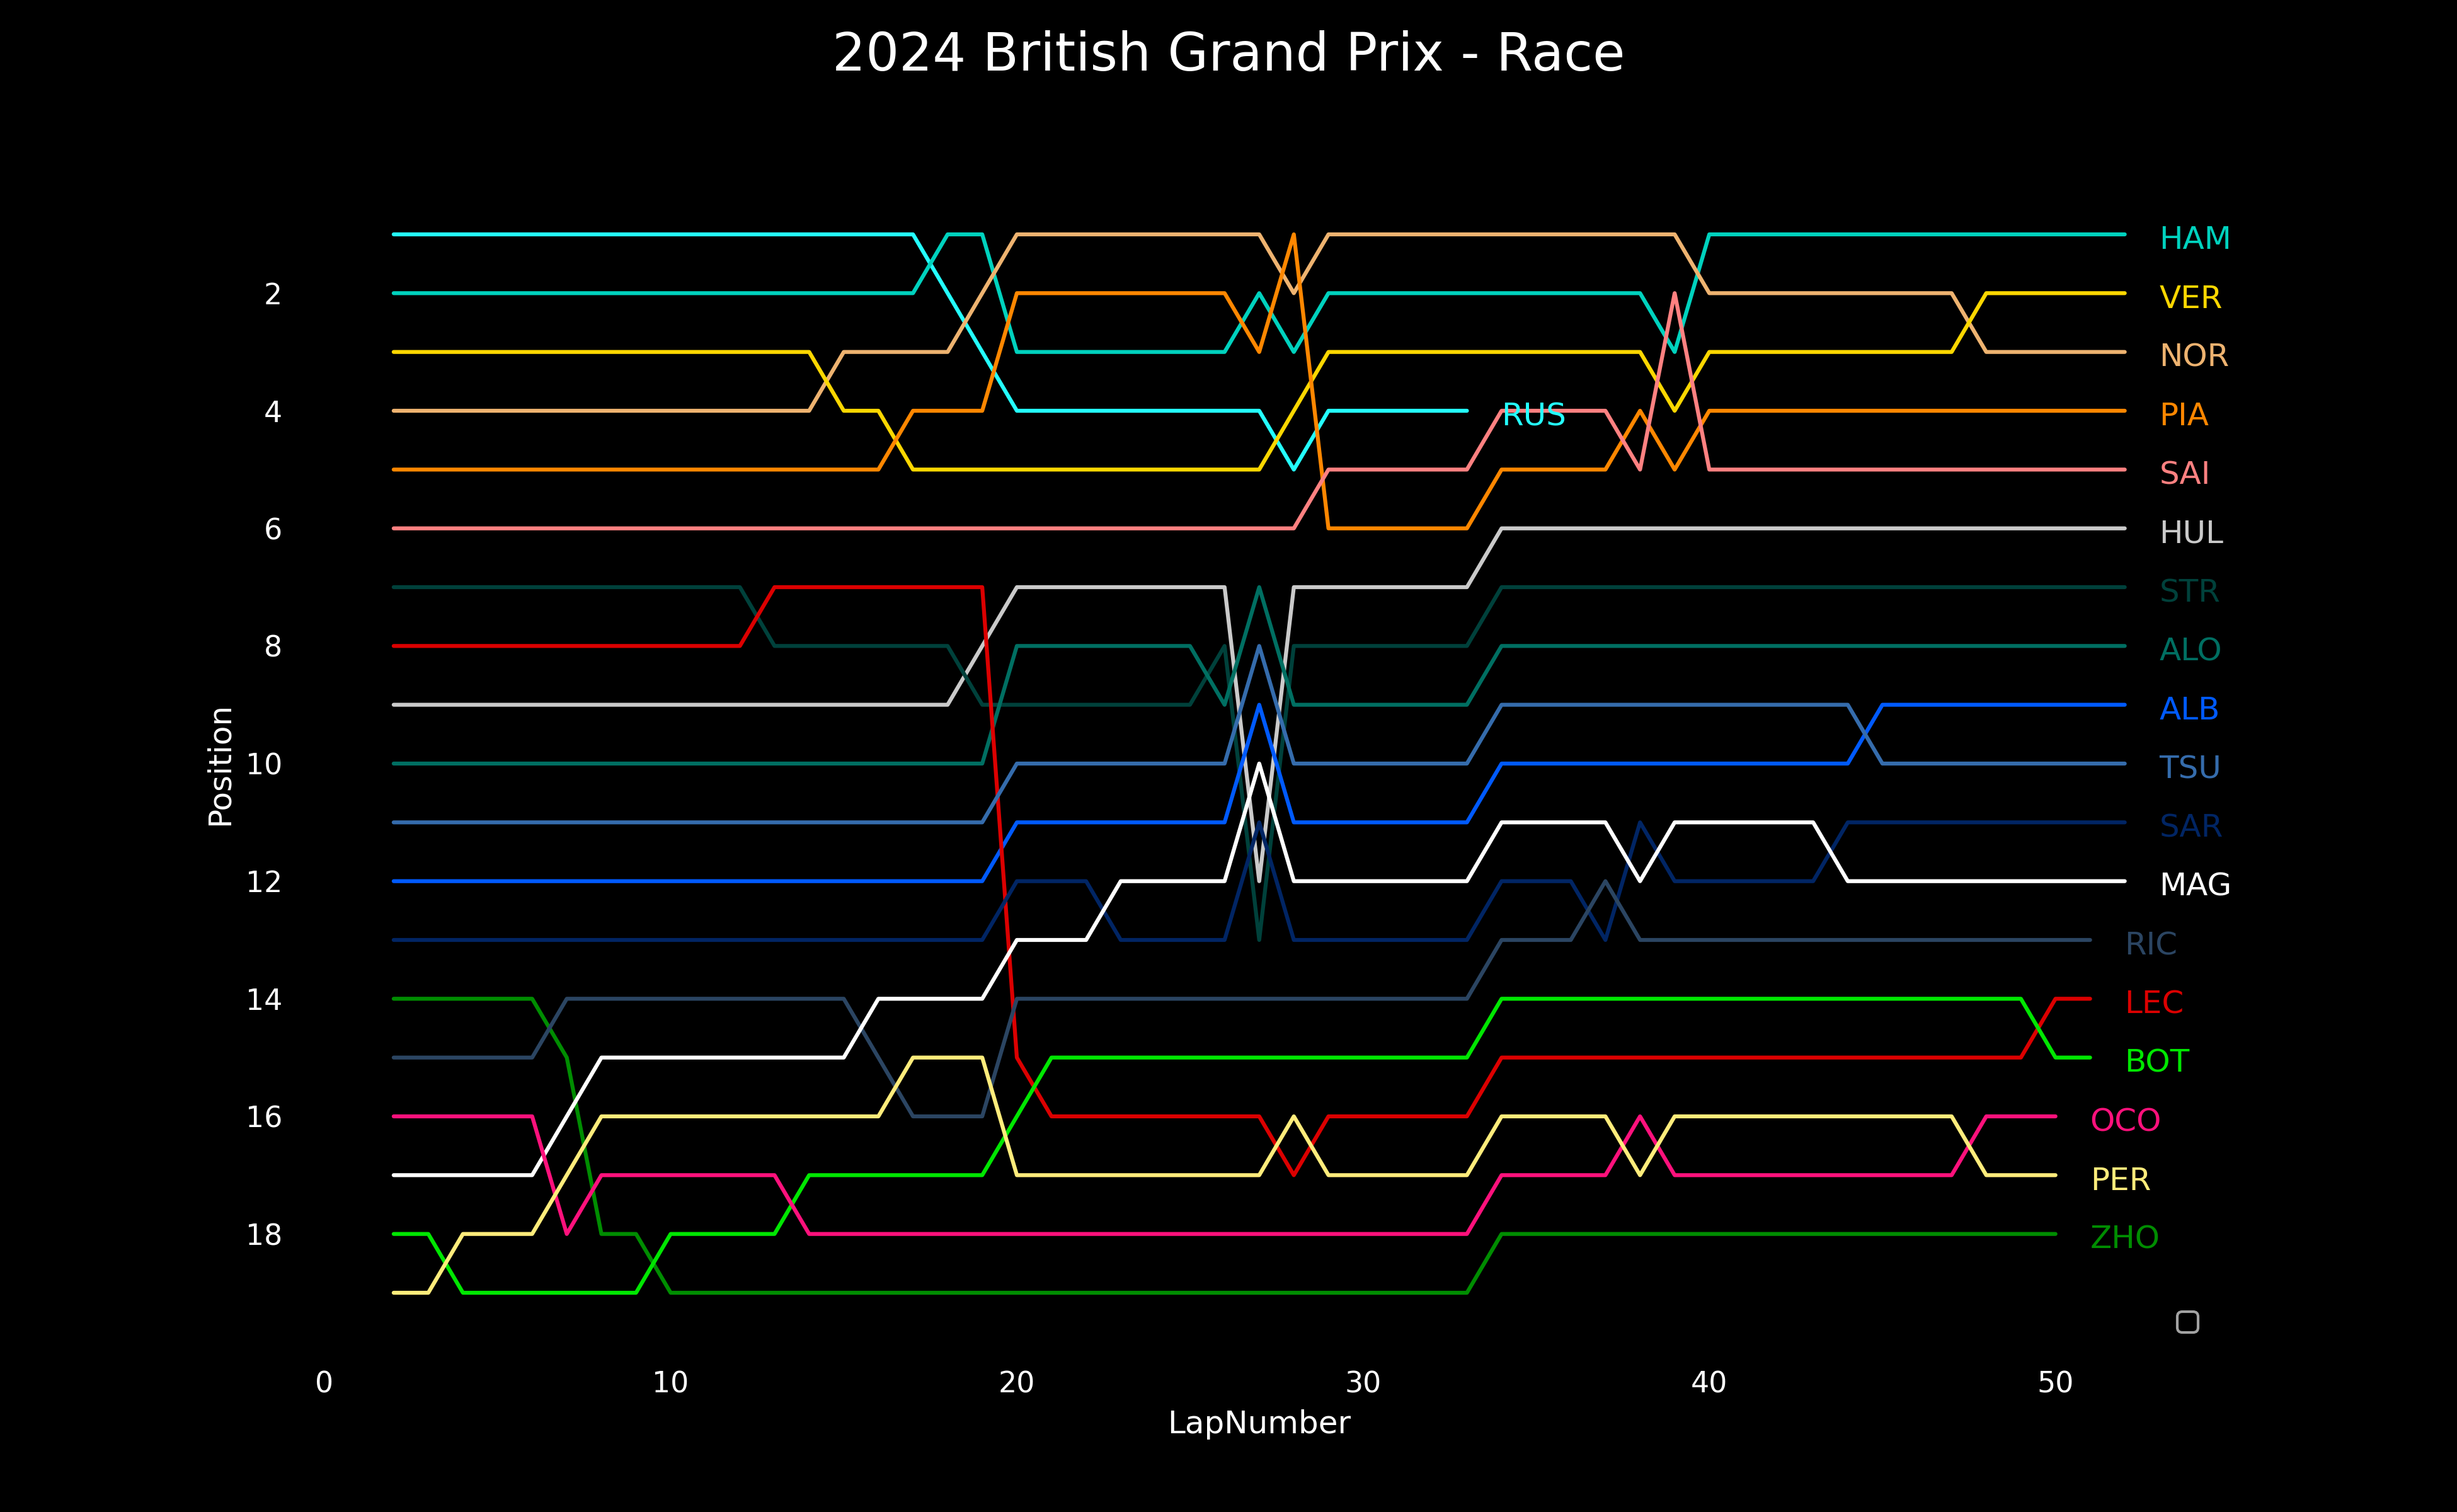 2024 British Grand Prix - Race
HAM
2 VER
NOR
4 RUS PIA
SAI
6 HUL
STR
8 ALO
Position ALB
10 TSU
SAR
12 MAG
RIC
14 LEC
BOT
16 OCO
PER
18 ZHO
0 10 20 30 40 50
LapNumber